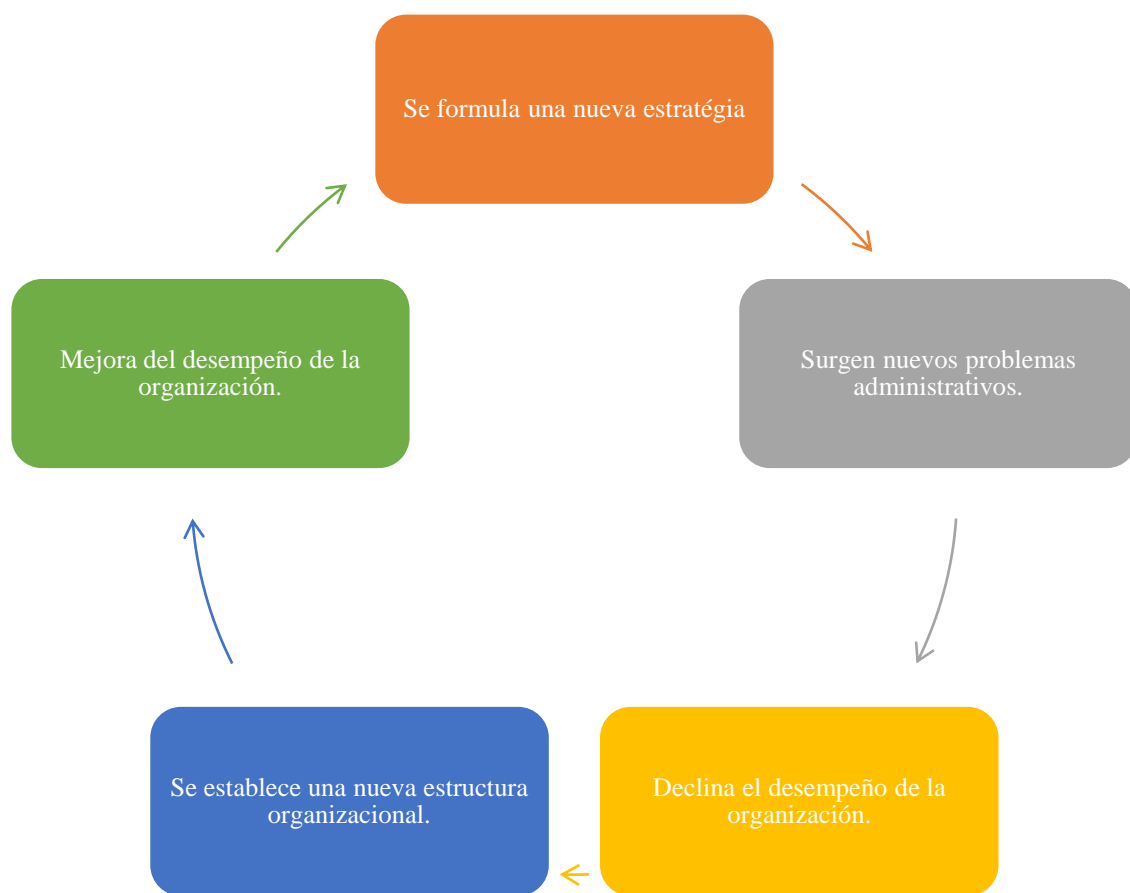 Se formula una nueva estratégia
Surgen nuevos problemas
administrativos.
Declina el desempeño de la
organización.
Se establece una nueva estructura
organizacional.
Mejora del desempeño de la
organización.